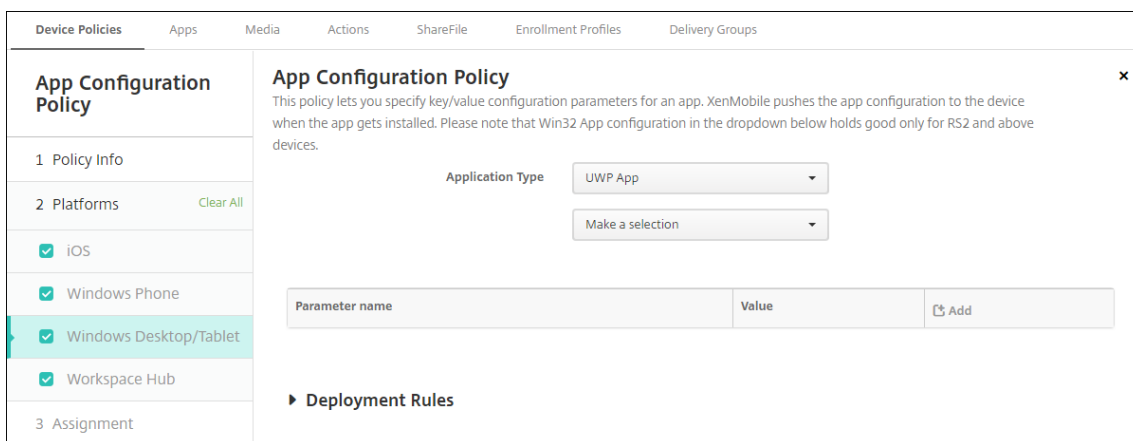 Device Policies Apps Media Actions ShareFile Enrollment Profiles Delivery Groups
App Configuration
Policy
1 Policy Info
2 Platforms Clear All
iOS
Windows Phone
Windows Desktop/Tablet
Workspace Hub
3 Assignment
App Configuration Policy
This policy lets you specify key/value configuration parameters for an app. XenMobile pushes the app configuration to the device
when the app gets installed. Please note that Win32 App configuration in the dropdown below holds good only for RS2 and above
devices.
Application Type UWP App
Make a selection
Parameter name Value Add
Deployment Rules